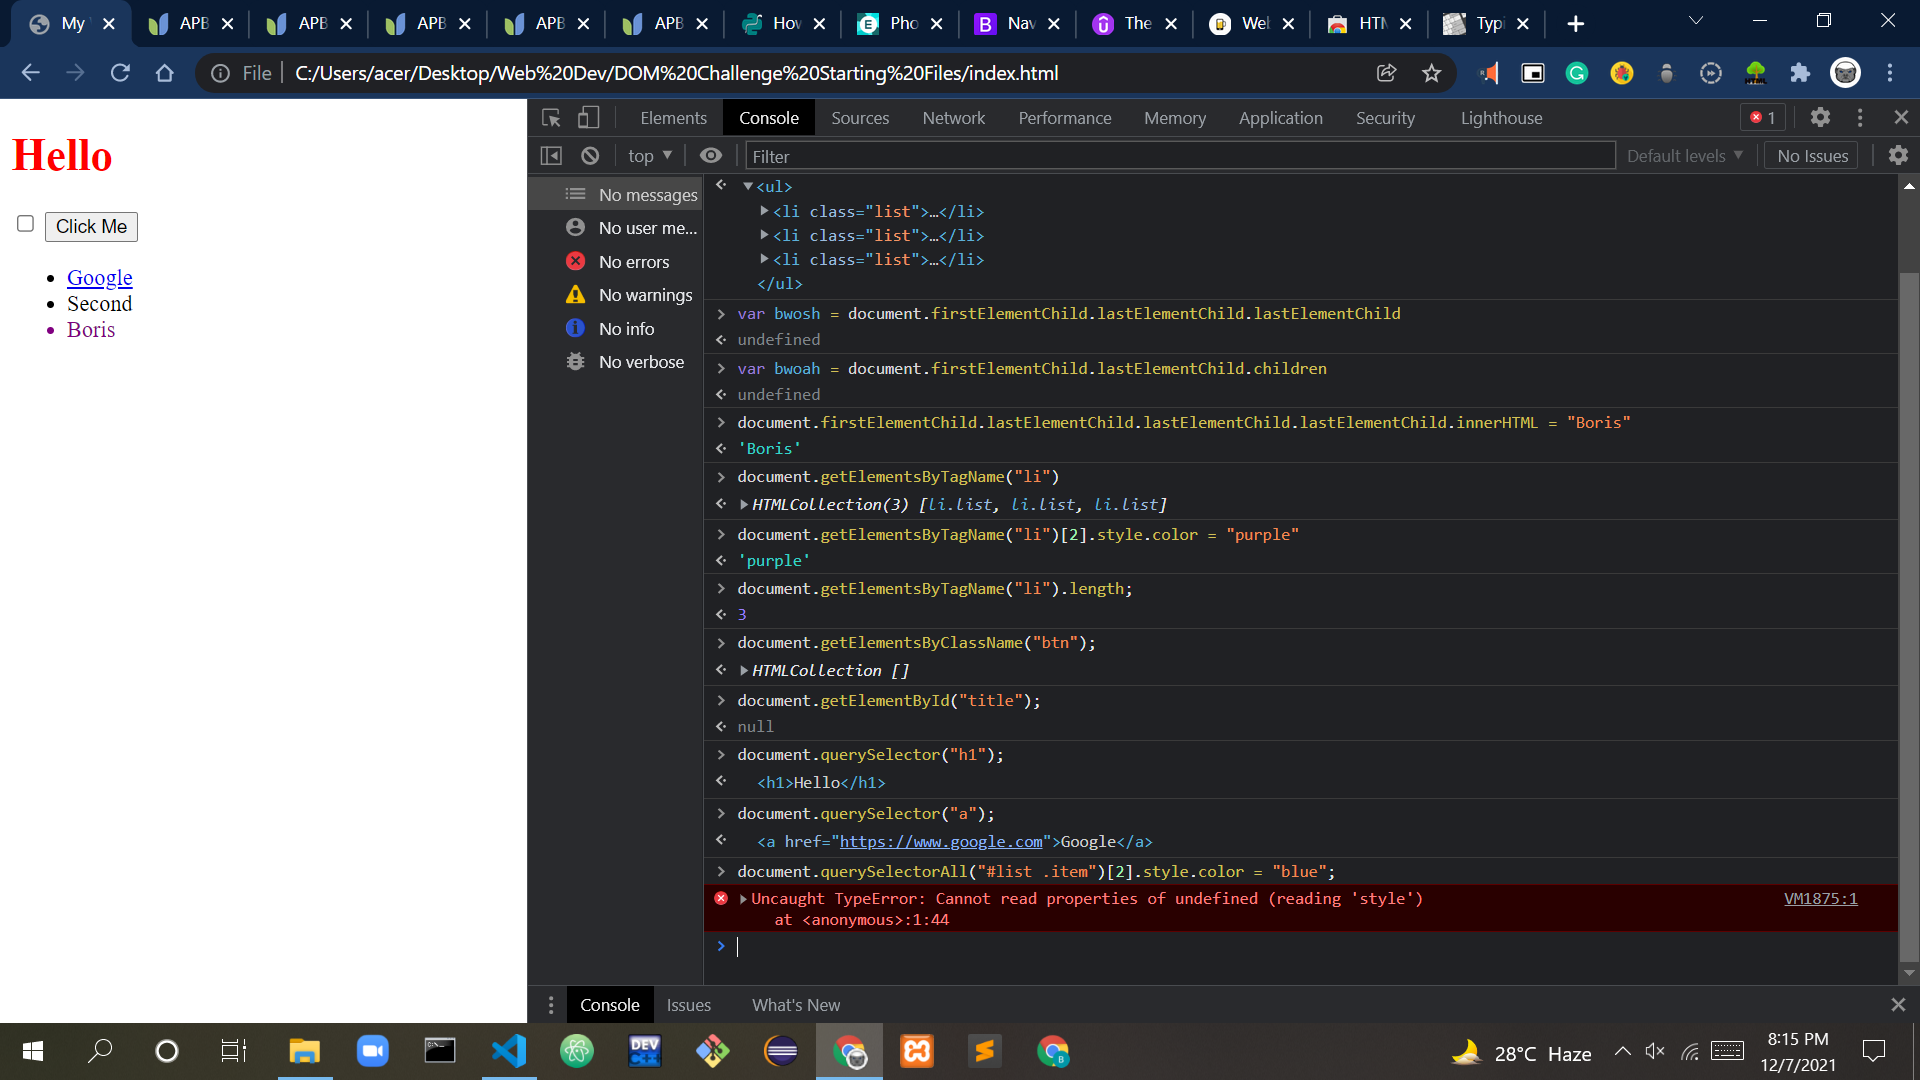 My
APB
APB
APB
APB
APB
How
Pho
Nav
The
Web
HTM
Typi
File
C:/Users/acer/Desktop/Web%20Dev/DOM%20Challenge%20Starting%20Files/index.html
Hello
Click Me
Google
Second
Boris
Elements Console Sources Network Performance Memory Application Security Lighthouse 1
top Filter Default levels No Issues
No messages
No user me...
No errors
No warnings
No info
No verbose
<ul>
<li class="list">…</li>
<li class="list">…</li>
<li class="list">…</li>
</ul>
var bwosh = document.firstElementChild.lastElementChild.lastElementChild
undefined
var bwoah = document.firstElementChild.lastElementChild.children
undefined
document.firstElementChild.lastElementChild.lastElementChild.lastElementChild.innerHTML = "Boris"
'Boris'
document.getElementsByTagName("li")
HTMLCollection(3) [li.list, li.list, li.list]
document.getElementsByTagName("li")[2].style.color = "purple"
'purple'
document.getElementsByTagName("li").length;
3
document.getElementsByClassName("btn");
HTMLCollection []
document.getElementById("title");
null
document.querySelector("h1");
<h1>Hello</h1>
document.querySelector("a");
<a href="https://www.google.com">Google</a>
document.querySelectorAll("#list .item")[2].style.color = "blue";
Uncaught TypeError: Cannot read properties of undefined (reading 'style') VM1875:1
at <anonymous>:1:44
Console Issues What's New
DEV
C++
28°C Haze
8:15 PM
12/7/2021